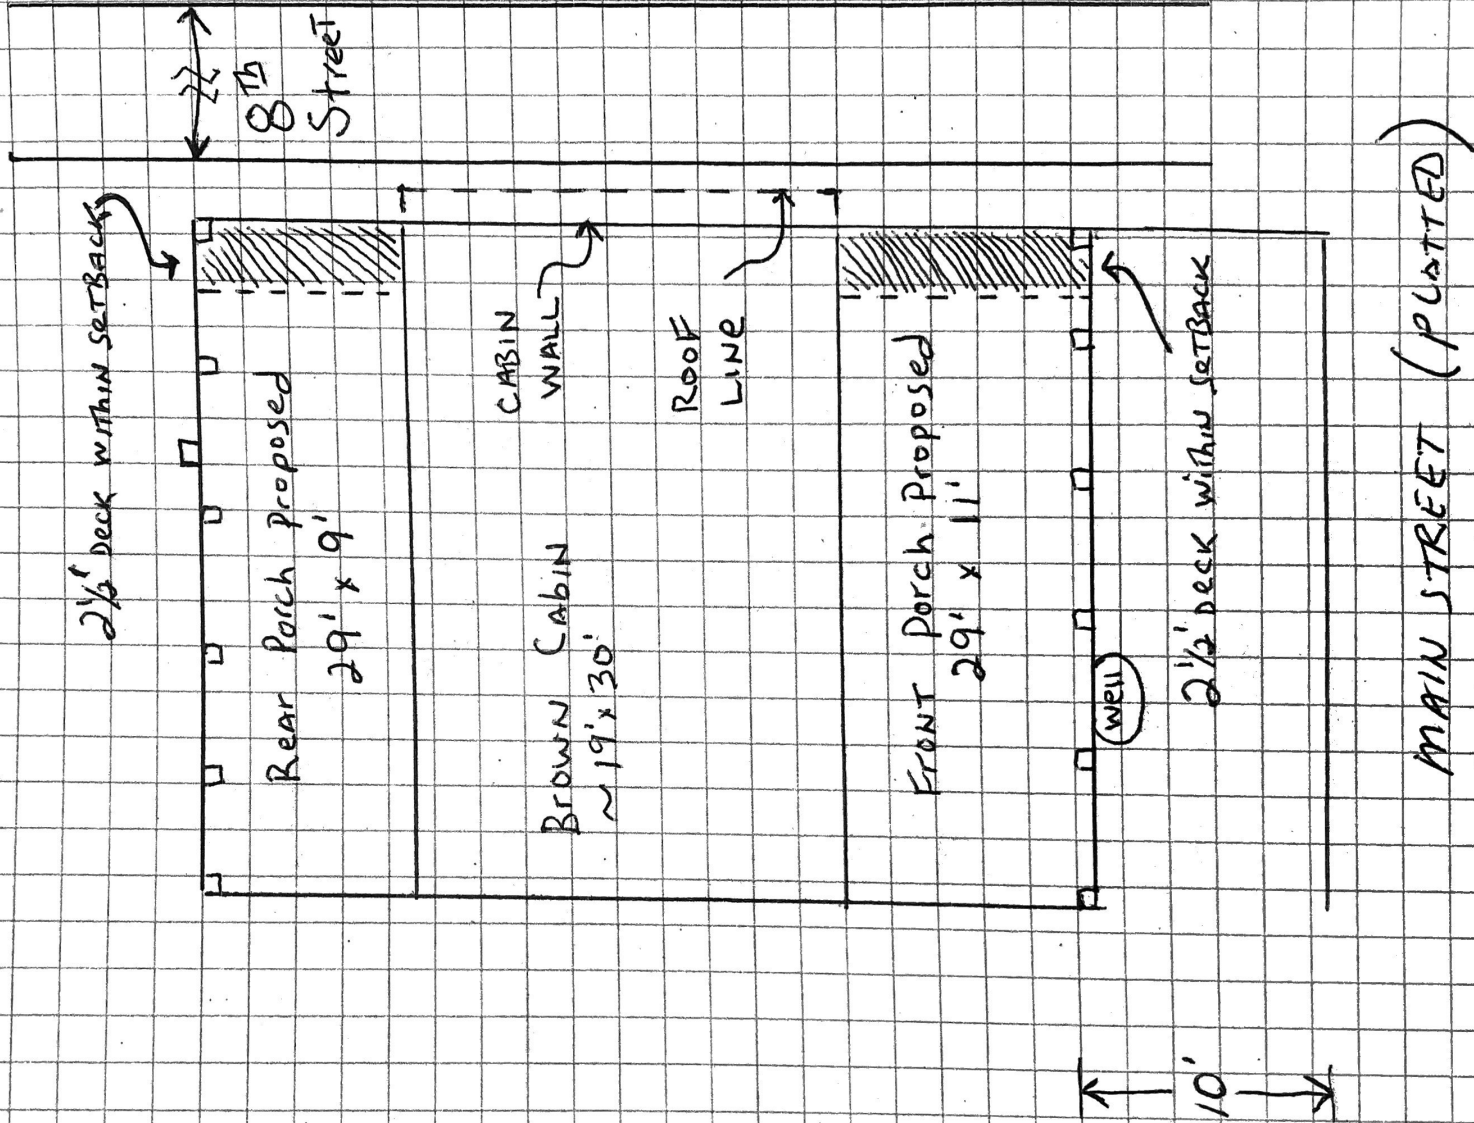 8TH
Street
2½' Deck within SETBACK
Rear Porch Proposed
29' x 9'
CABIN
WALL
ROOF
LINE
Brown Cabin
~19' x 30'
Front Porch Proposed
29' x 11'
Well
2½' Deck within SETBACK
10'
MAIN STREET (PLATTED)